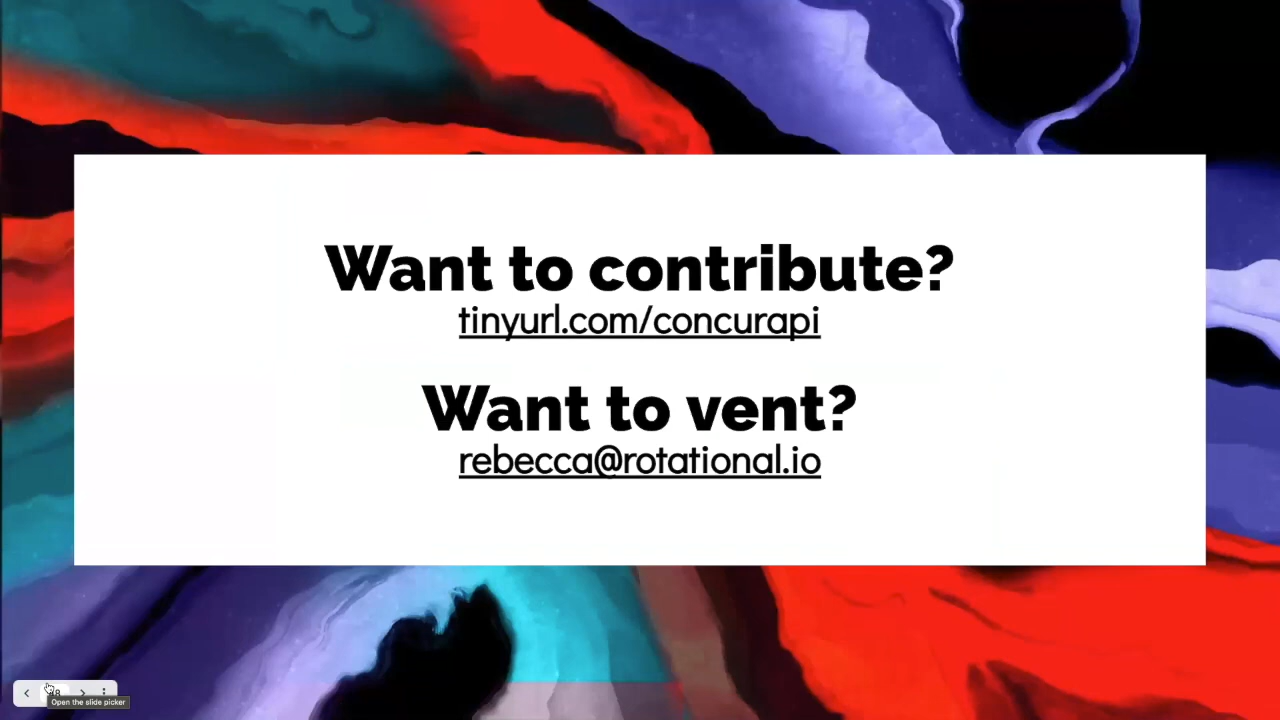 Want to contribute?
tinyurl.com/concurapi
Want to vent?
rebecca@rotational.io
Open the slide picker